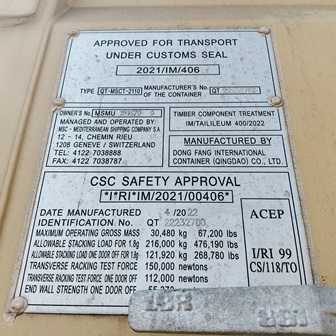 APPROVED FOR TRANSPORT
UNDER CUSTOMS SEAL
2021/IM/406
TYPE QT-MSCT-2110 MANUFACTURER'S No. OF THE CONTAINER QT
OWNER'S No. MSMU
MANAGED AND OPERATED BY:
MSC - MEDITERRANEAN SHIPPING COMPANY S.A.
12 - 14, CHEMIN RIEU
1208 GENEVE / SWITZERLAND
TEL: 4122 7038888
FAX: 4122 7038787
TIMBER COMPONENT TREATMENT
IM/TAILILEUM 400/2022
MANUFACTURED BY
DONG FANG INTERNATIONAL
CONTAINER (QINGDAO) CO., LTD.
CSC SAFETY APPROVAL
*I*RI*IM/2021/00406*
DATE MANUFACTURED 4 /2022
IDENTIFICATION No. QT
MAXIMUM OPERATING GROSS MASS 30,480 kg 67,200 lbs
ALLOWABLE STACKING LOAD FOR 1.8g 216,000 kg 476,190 lbs
ALLOWABLE STACKING LOAD ONE DOOR OFF FOR 1.8g 121,920 kg 268,780 lbs
TRANSVERSE RACKING TEST FORCE 150,000 newtons
TRANSVERSE RACKING TEST FORCE ONE DOOR OFF 112,000 newtons
END WALL STRENGTH ONE DOOR OFF
ACEP
I/RI 99
CS/118/TO